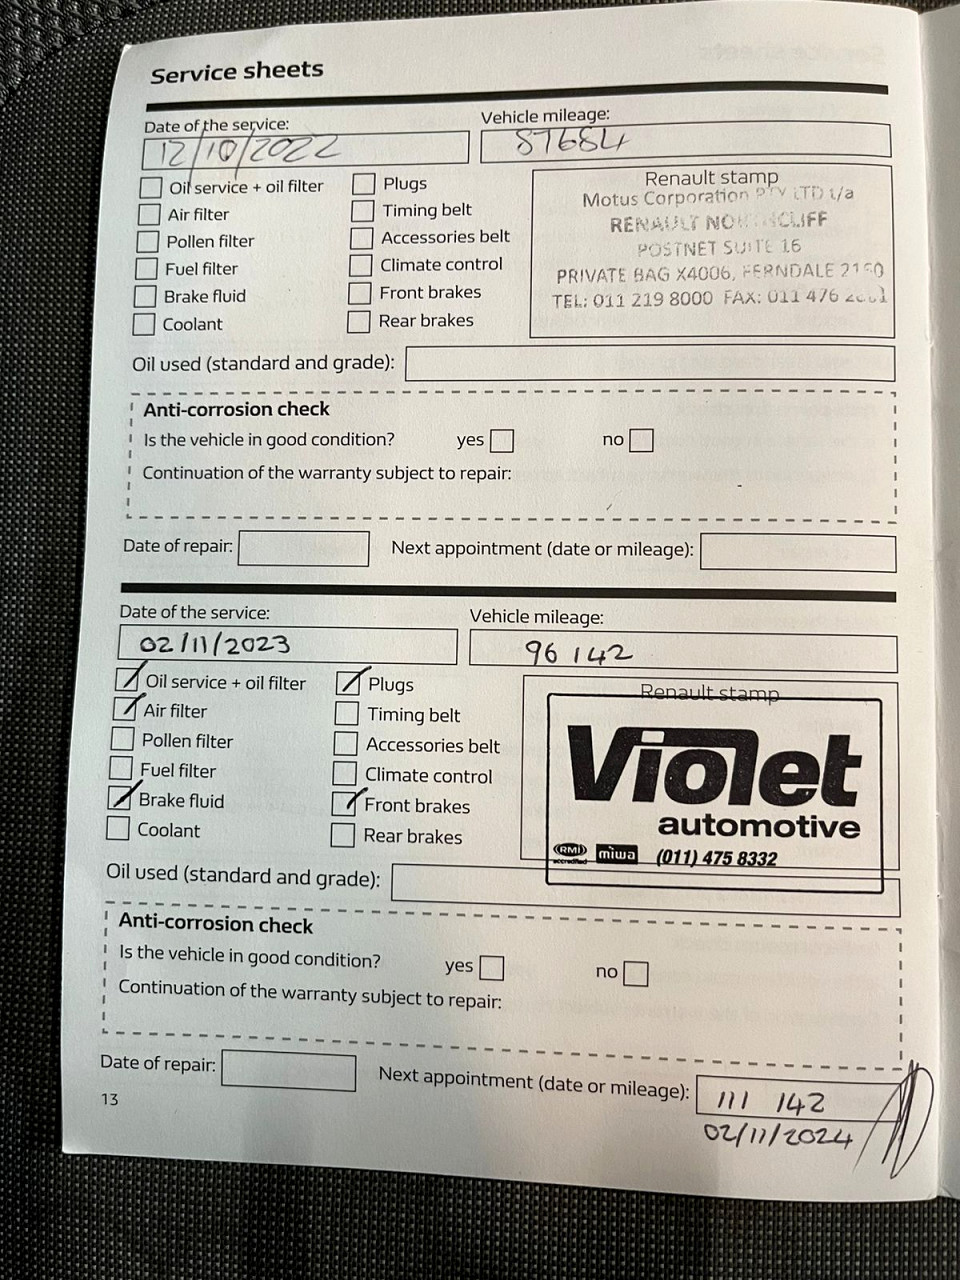 Service sheets
Date of the service:
12/10/2022
Vehicle mileage:
87684
Oil service + oil filter
Air filter
Pollen filter
Fuel filter
Brake fluid
Coolant
Plugs
Timing belt
Accessories belt
Climate control
Front brakes
Rear brakes
Renault stamp
Motus Corporation PTY LTD t/a
RENAULT NORTHCLIFF
POSTNET SUITE 16
PRIVATE BAG X4006, FERNDALE
TEL: 011 219 8000 FAX: 011 476
Oil used (standard and grade):
Anti-corrosion check
Is the vehicle in good condition? yes no
Continuation of the warranty subject to repair:
Date of repair:
Next appointment (date or mileage):
Date of the service:
02/11/2023
Vehicle mileage:
96 142
Oil service + oil filter
Air filter
Pollen filter
Fuel filter
Brake fluid
Coolant
Plugs
Timing belt
Accessories belt
Climate control
Front brakes
Rear brakes
Renault stamp
Violet
automotive
RMI
accredited
miwa
(011) 475 8332
Oil used (standard and grade):
Anti-corrosion check
Is the vehicle in good condition? yes no
Continuation of the warranty subject to repair:
Date of repair:
Next appointment (date or mileage):
111 142
02/11/2024
13